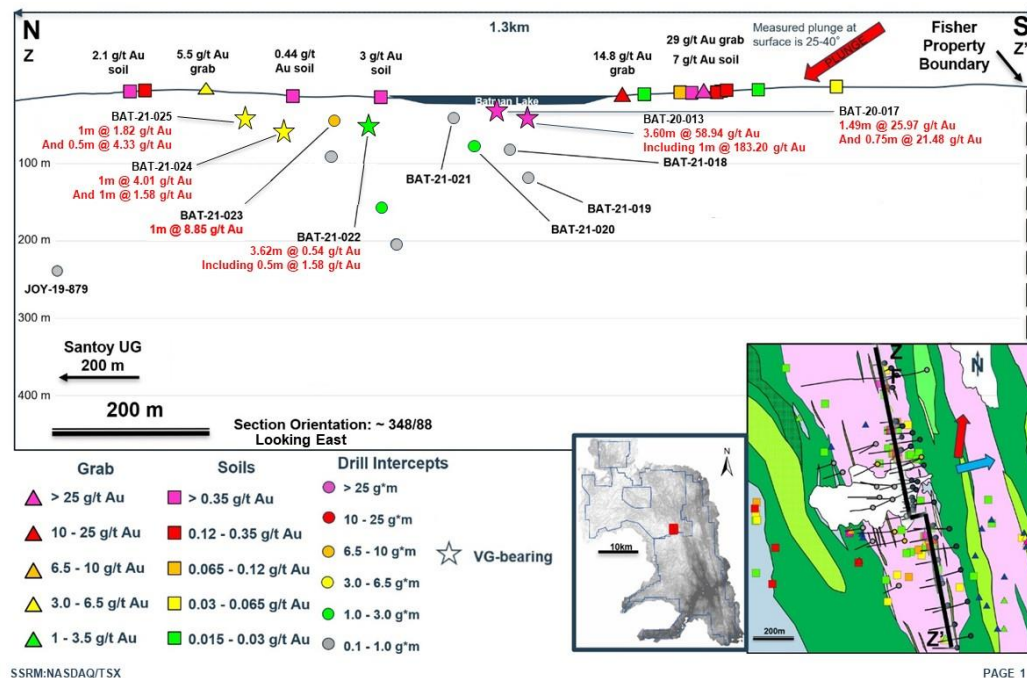 N
Z
1.3km
Measured plunge at
surface is 25-40°
PLUNGE
Fisher
Property
Boundary
S
Z'
2.1 g/t Au
soil
5.5 g/t Au
grab
0.44 g/t
Au soil
3 g/t Au
soil
14.8 g/t Au
grab
29 g/t Au grab
7 g/t Au soil
Batman Lake
BAT-21-025
1m @ 1.82 g/t Au
And 0.5m @ 4.33 g/t Au
BAT-21-024
1m @ 4.01 g/t Au
And 1m @ 1.58 g/t Au
BAT-21-023
1m @ 8.85 g/t Au
BAT-21-022
3.62m @ 0.54 g/t Au
Including 0.5m @ 1.58 g/t Au
BAT-21-021
BAT-20-013
3.60m @ 58.94 g/t Au
Including 1m @ 183.20 g/t Au
BAT-20-017
1.49m @ 25.97 g/t Au
And 0.75m @ 21.48 g/t Au
BAT-21-018
BAT-21-019
BAT-21-020
100 m
200 m
300 m
400 m
JOY-19-879
Santoy UG
200 m
200 m
Section Orientation: ~ 348/88
Looking East
Grab
> 25 g/t Au
10 - 25 g/t Au
6.5 - 10 g/t Au
3.0 - 6.5 g/t Au
1 - 3.5 g/t Au
Soils
> 0.35 g/t Au
0.12 - 0.35 g/t Au
0.065 - 0.12 g/t Au
0.03 - 0.065 g/t Au
0.015 - 0.03 g/t Au
Drill Intercepts
> 25 g*m
10 - 25 g*m
6.5 - 10 g*m
3.0 - 6.5 g*m
1.0 - 3.0 g*m
0.1 - 1.0 g*m
VG-bearing
N
10km
Z
F
N
200m
Z'
SSRM:NASDAQ/TSX
PAGE 1